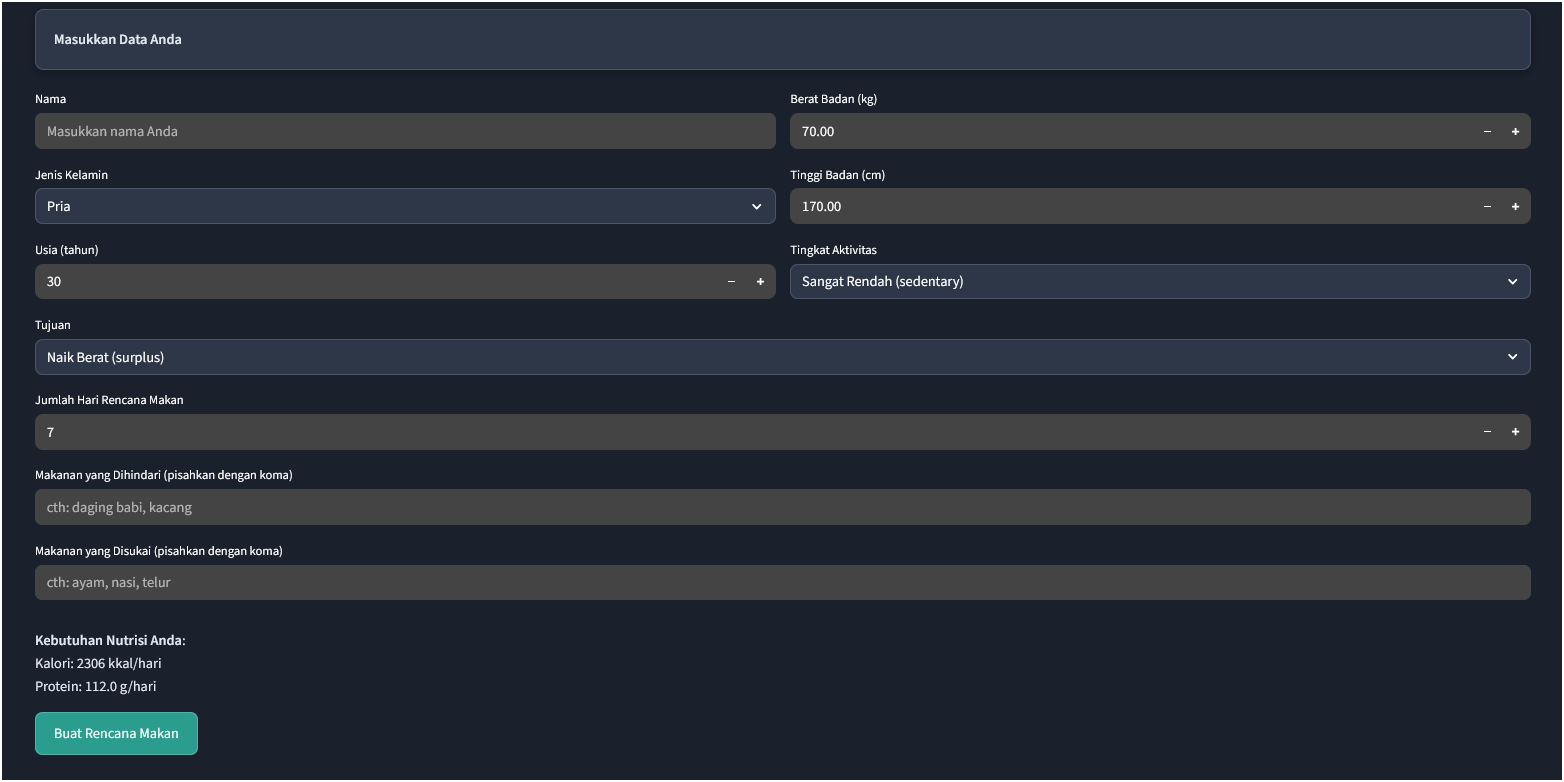 Masukkan Data Anda
Nama
Masukkan nama Anda
Berat Badan (kg)
70.00
Jenis Kelamin
Pria
Tinggi Badan (cm)
170.00
Usia (tahun)
30
Tingkat Aktivitas
Sangat Rendah (sedentary)
Tujuan
Naik Berat (surplus)
Jumlah Hari Rencana Makan
7
Makanan yang Dihindari (pisahkan dengan koma)
cth: daging babi, kacang
Makanan yang Disukai (pisahkan dengan koma)
cth: ayam, nasi, telur
Kebutuhan Nutrisi Anda:
Kalori: 2306 kkal/hari
Protein: 112.0 g/hari
Buat Rencana Makan